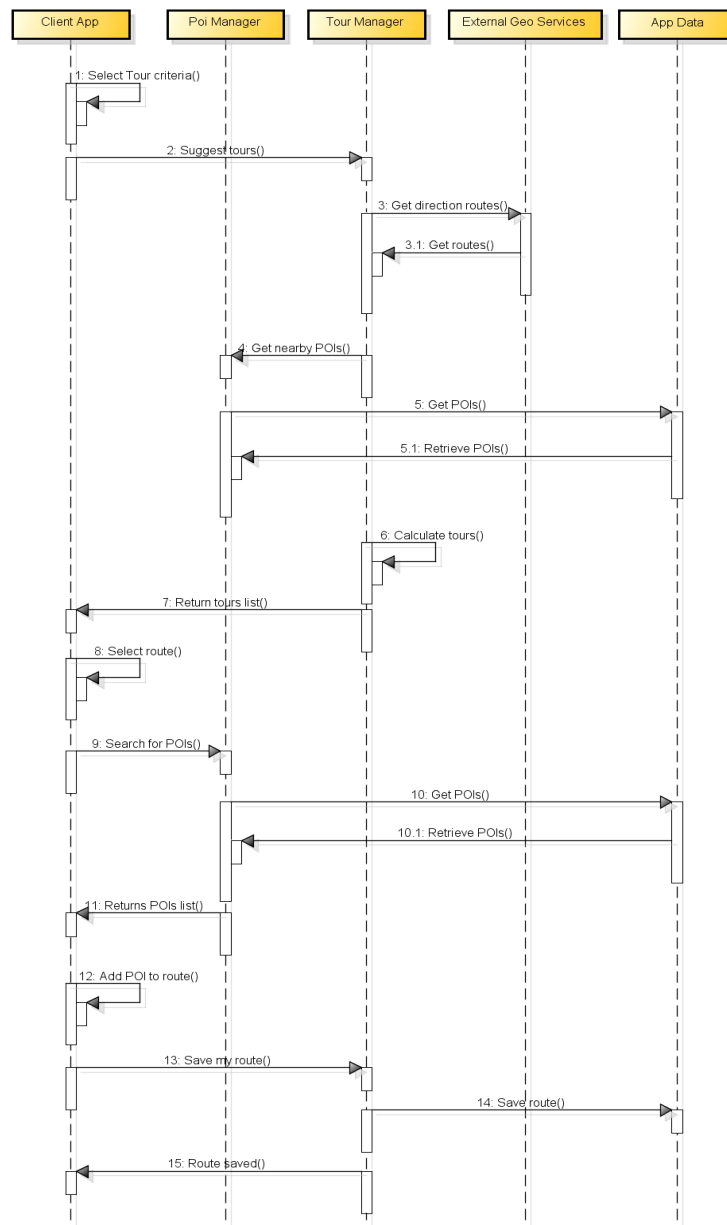 Client App
Poi Manager
Tour Manager
External Geo Services
App Data
1: Select Tour criteria()
2: Suggest tours()
3: Get direction routes()
3.1: Get routes()
4: Get nearby POIs()
5: Get POIs()
5.1: Retrieve POIs()
6: Calculate tours()
7: Return tours list()
8: Select route()
9: Search for POIs()
10: Get POIs()
10.1: Retrieve POIs()
11: Returns POIs list()
12: Add POI to route()
13: Save my route()
14: Save route()
15: Route saved()